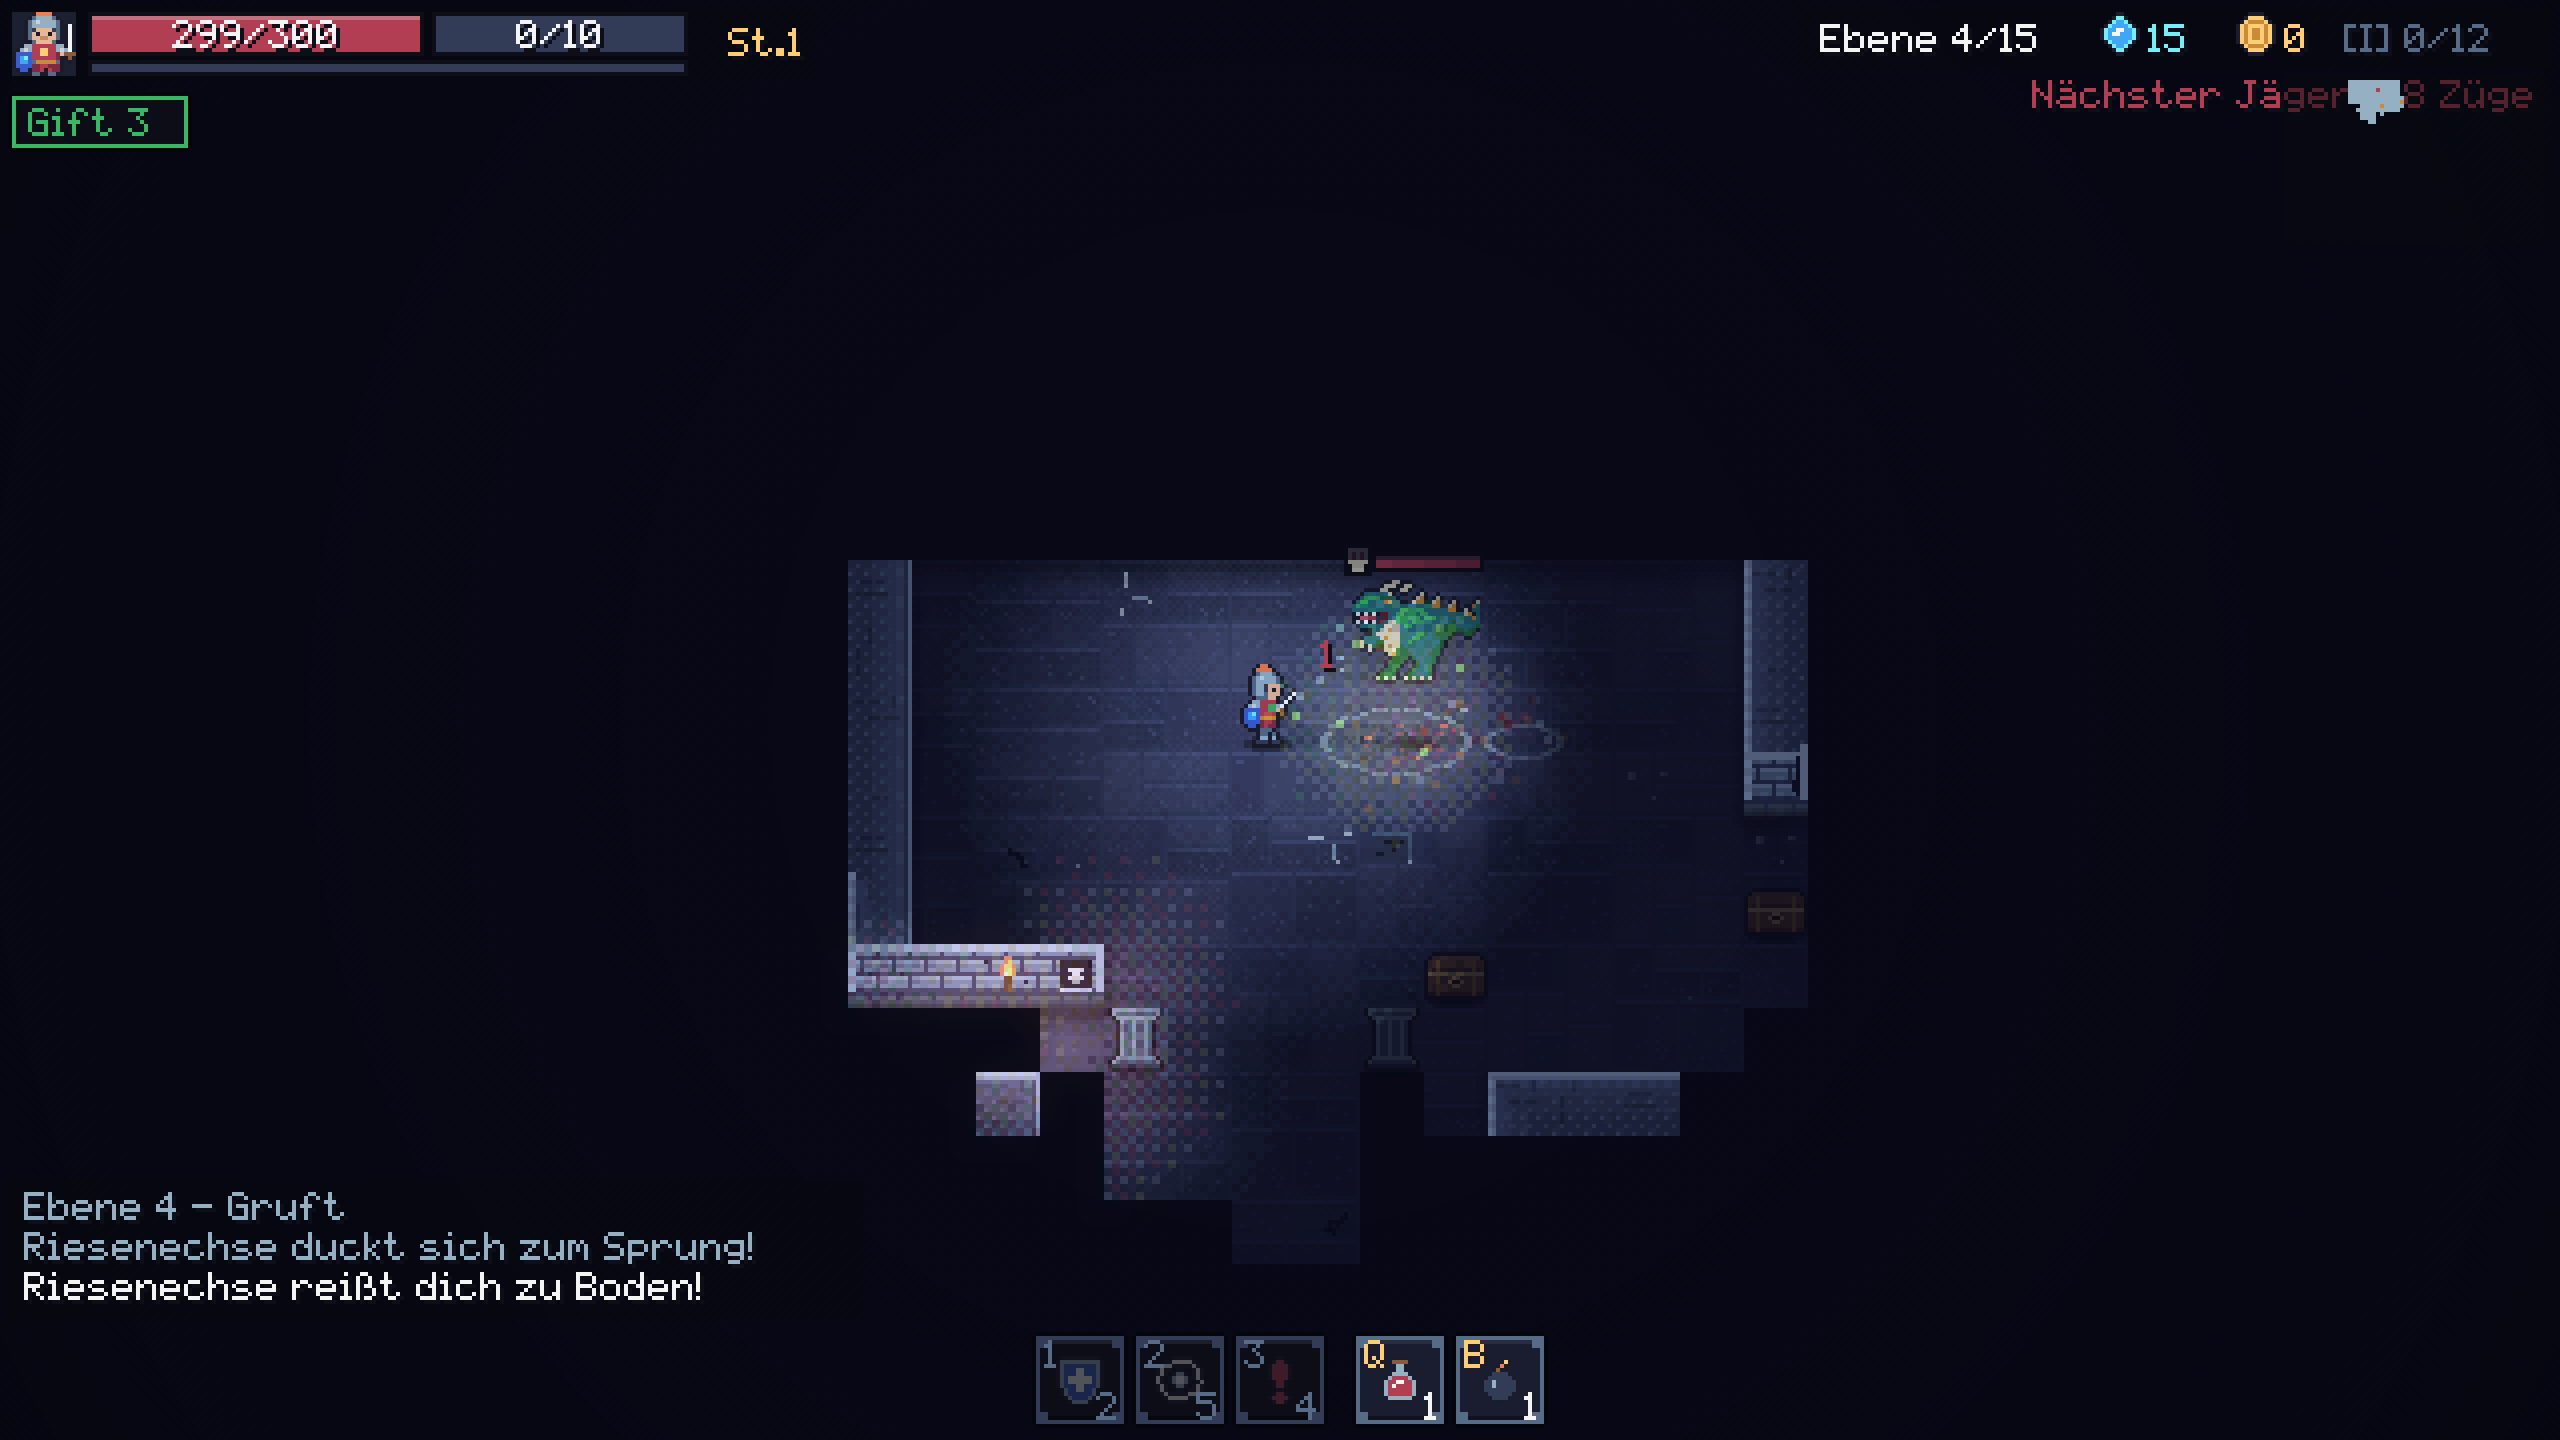 299/300
0/10
St.1
Ebene 4/15
15
0
[I] 0/12
Nächster Jäger 8 Züge
Gift 3
1
Ebene 4 - Gruft
Riesenechse duckt sich zum Sprung!
Riesenechse reißt dich zu Boden!
1 2
2 5
3 4
Q 1
B 1